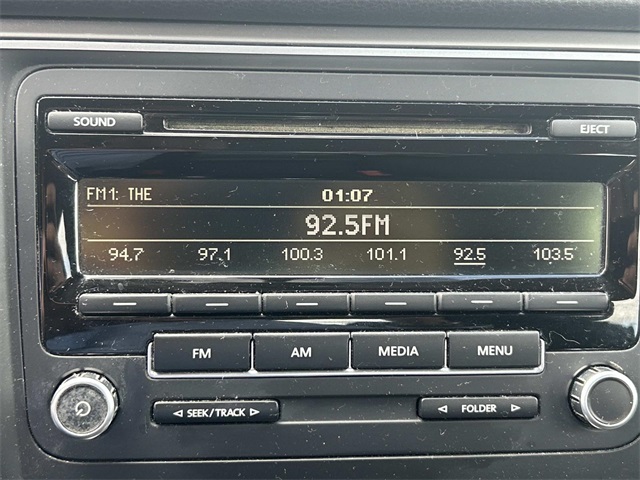 SOUND EJECT
FM1: THE 01:07
92.5FM
94.7 97.1 100.3 101.1 92.5 103.5
FM AM MEDIA MENU
SEEK/TRACK FOLDER